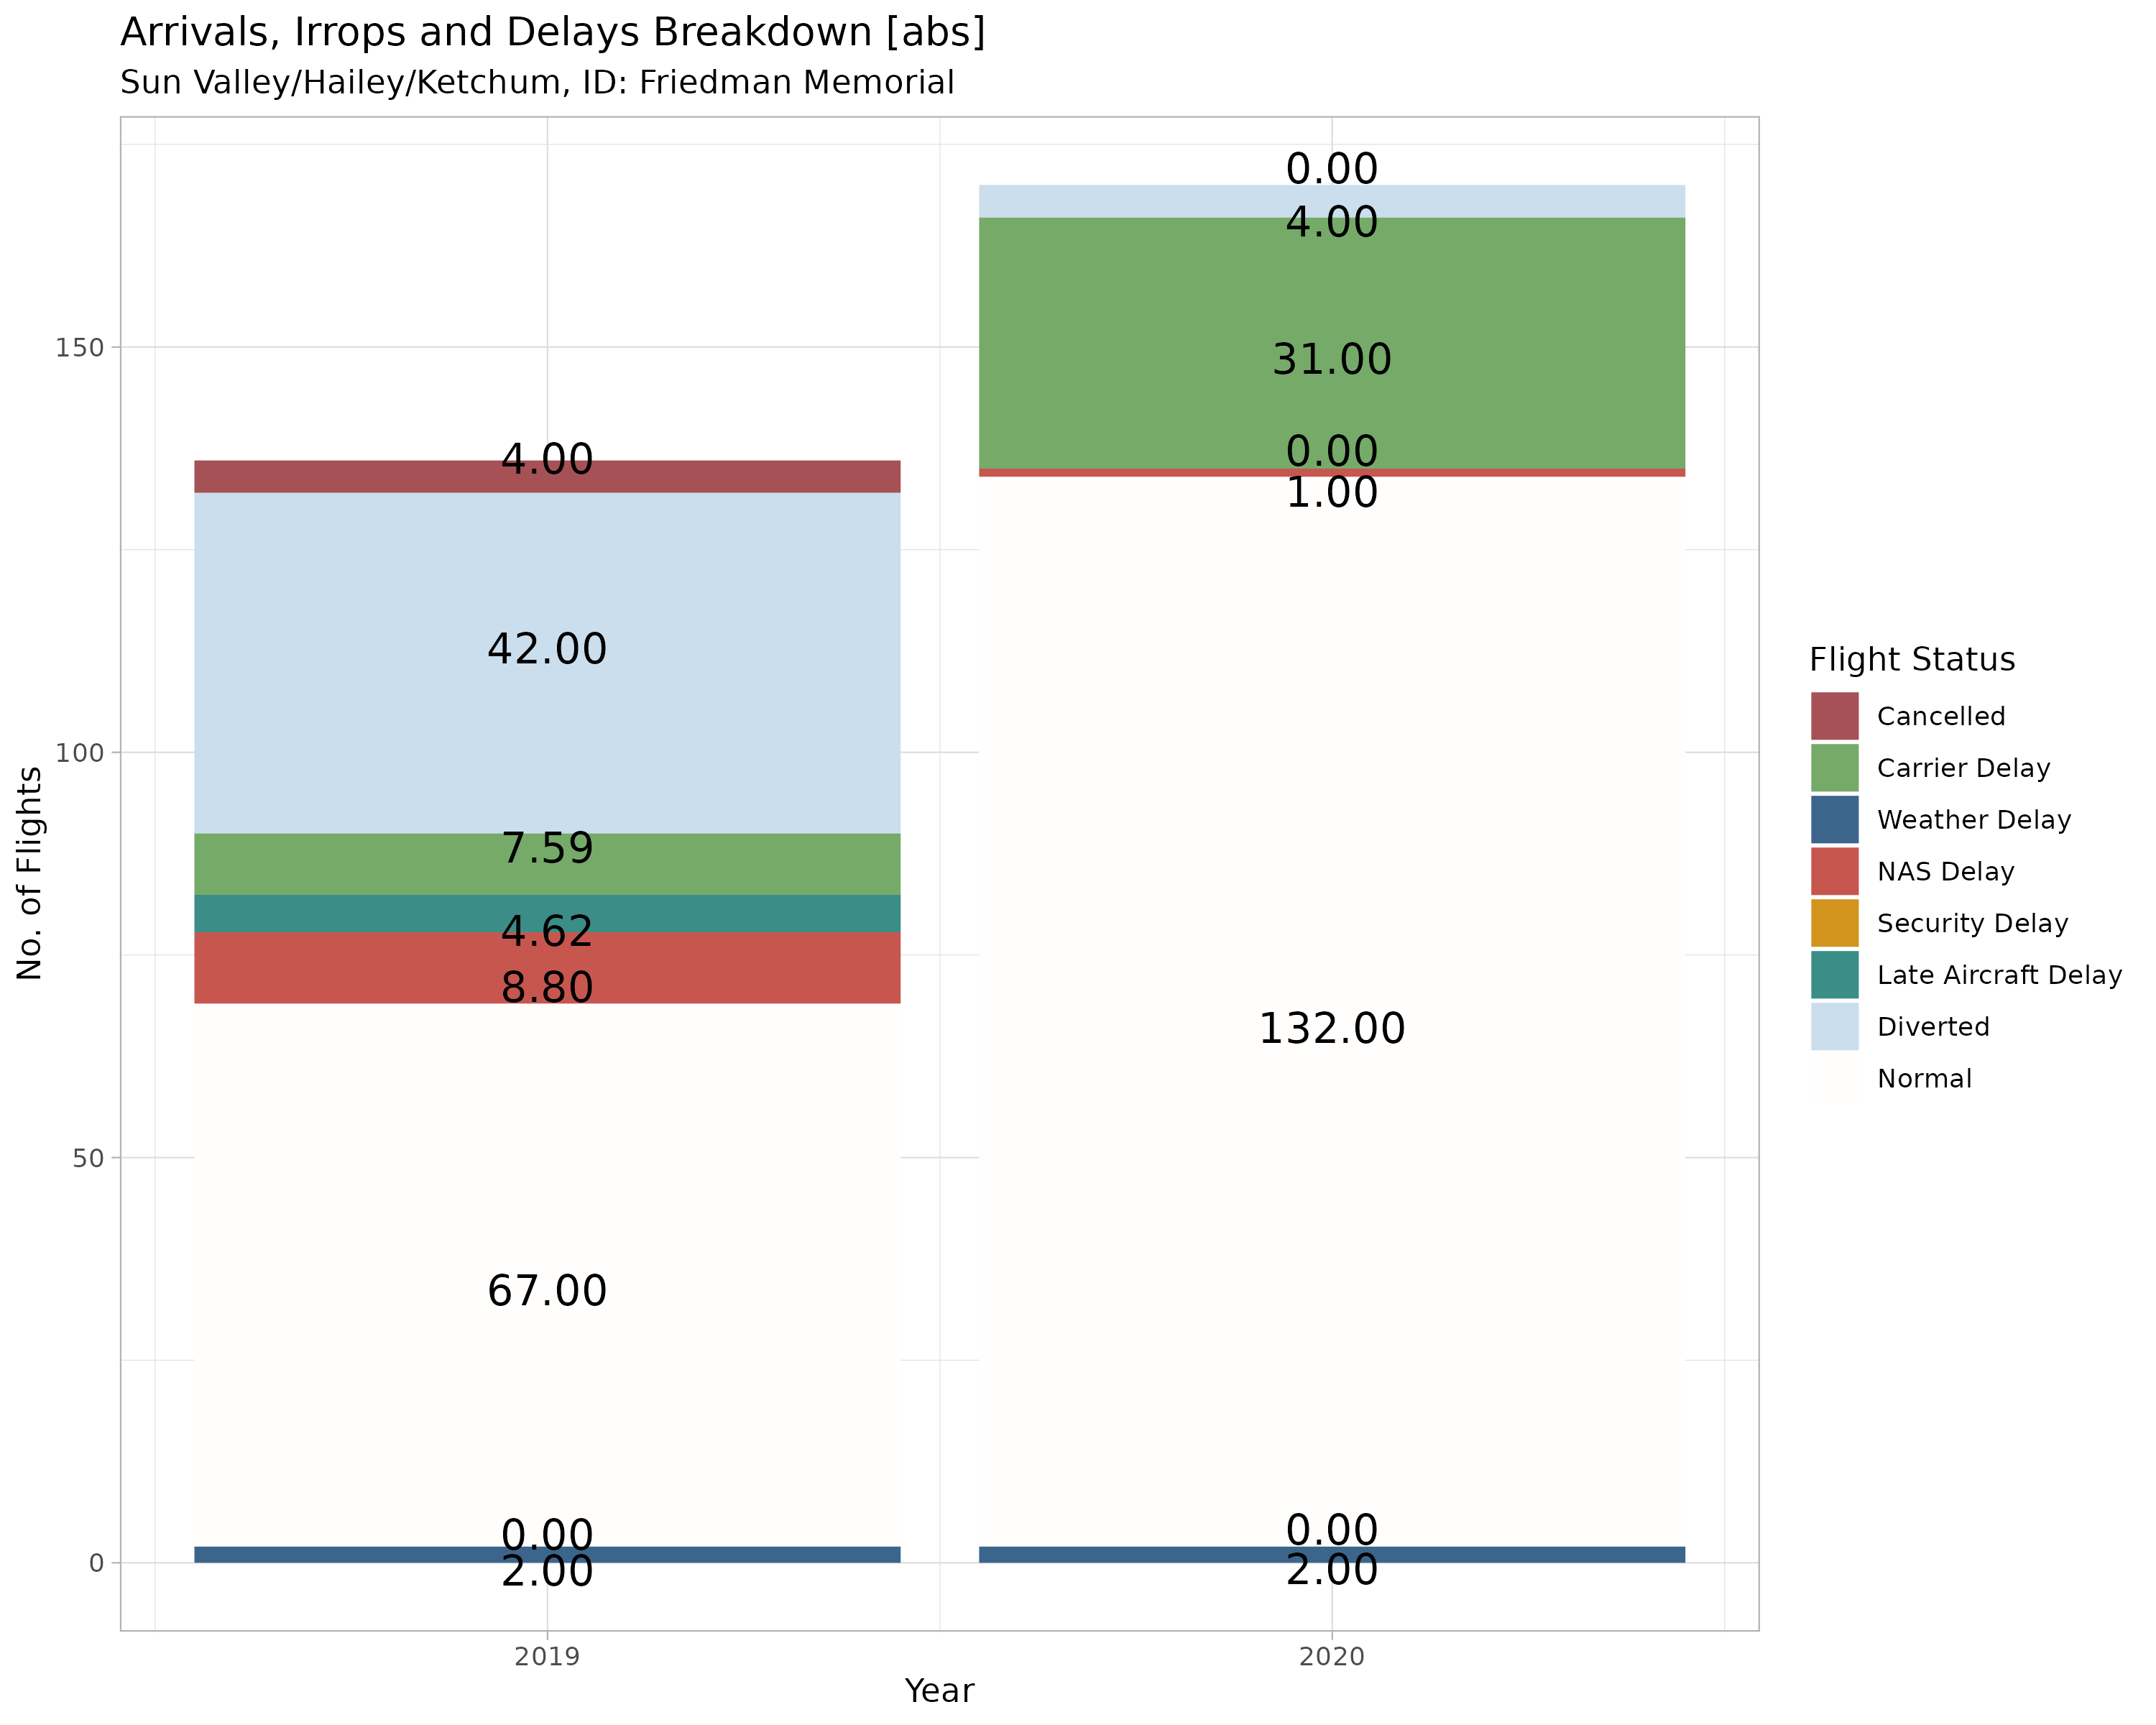 Arrivals, Irrops and Delays Breakdown [abs]
Sun Valley/Hailey/Ketchum, ID: Friedman Memorial
No. of Flights
150
100
50
0
4.00
42.00
7.59
4.62
8.80
67.00
0.00
2.00
0.00
4.00
31.00
0.00
1.00
132.00
0.00
2.00
2019
2020
Year
Flight Status
Cancelled
Carrier Delay
Weather Delay
NAS Delay
Security Delay
Late Aircraft Delay
Diverted
Normal